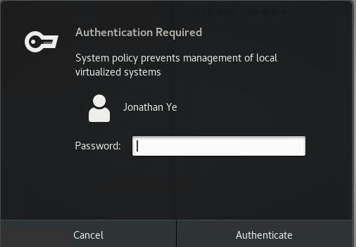 Authentication Required
System policy prevents management of local
virtualized systems
Jonathan Ye
Password:
Cancel Authenticate